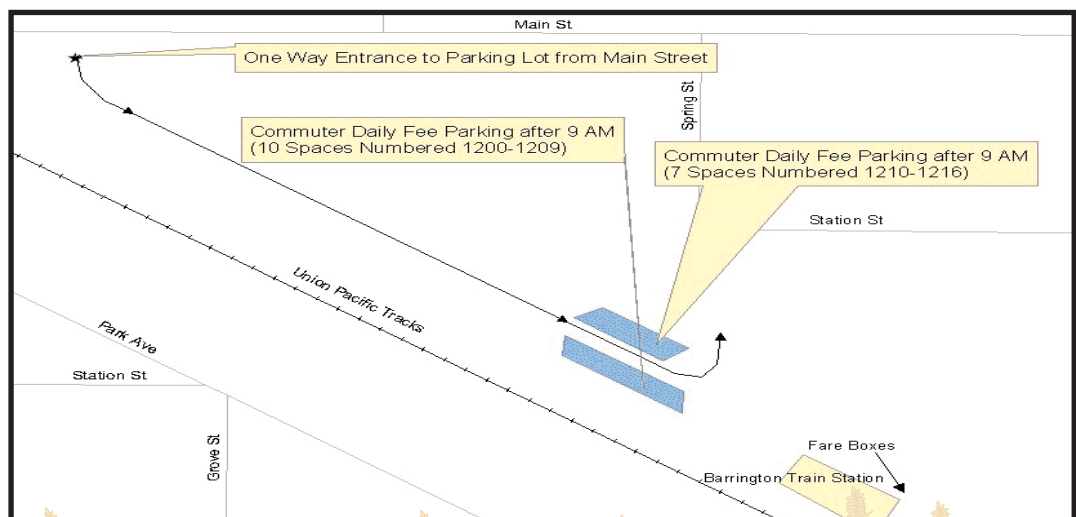 Main St
One Way Entrance to Parking Lot from Main Street
Spring St
Commuter Daily Fee Parking after 9 AM
(10 Spaces Numbered 1200-1209)
Commuter Daily Fee Parking after 9 AM
(7 Spaces Numbered 1210-1216)
Station St
Union Pacific Tracks
Park Ave
Station St
Grove St
Fare Boxes
Barrington Train Station